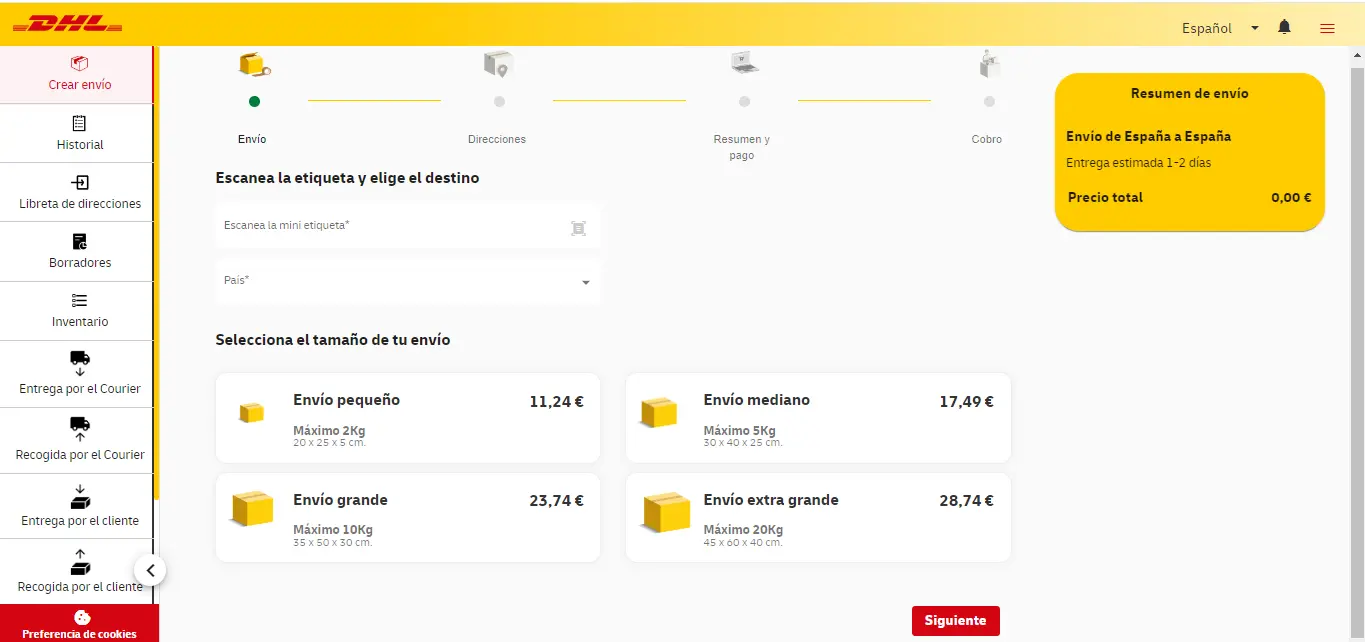 DHL
Español
Crear envío
Historial
Libreta de direcciones
Borradores
Inventario
Entrega por el Courier
Recogida por el Courier
Entrega por el cliente
Recogida por el cliente
Preferencia de cookies
Envío
Direcciones
Resumen y
pago
Cobro
Escanea la etiqueta y elige el destino
Escanea la mini etiqueta*
País*
Selecciona el tamaño de tu envío
Envío pequeño 11,24 €
Máximo 2Kg
20 x 25 x 5 cm.
Envío mediano 17,49 €
Máximo 5Kg
30 x 40 x 25 cm.
Envío grande 23,74 €
Máximo 10Kg
35 x 50 x 30 cm.
Envío extra grande 28,74 €
Máximo 20Kg
45 x 60 x 40 cm.
Siguiente
Resumen de envío
Envío de España a España
Entrega estimada 1-2 días
Precio total 0,00 €